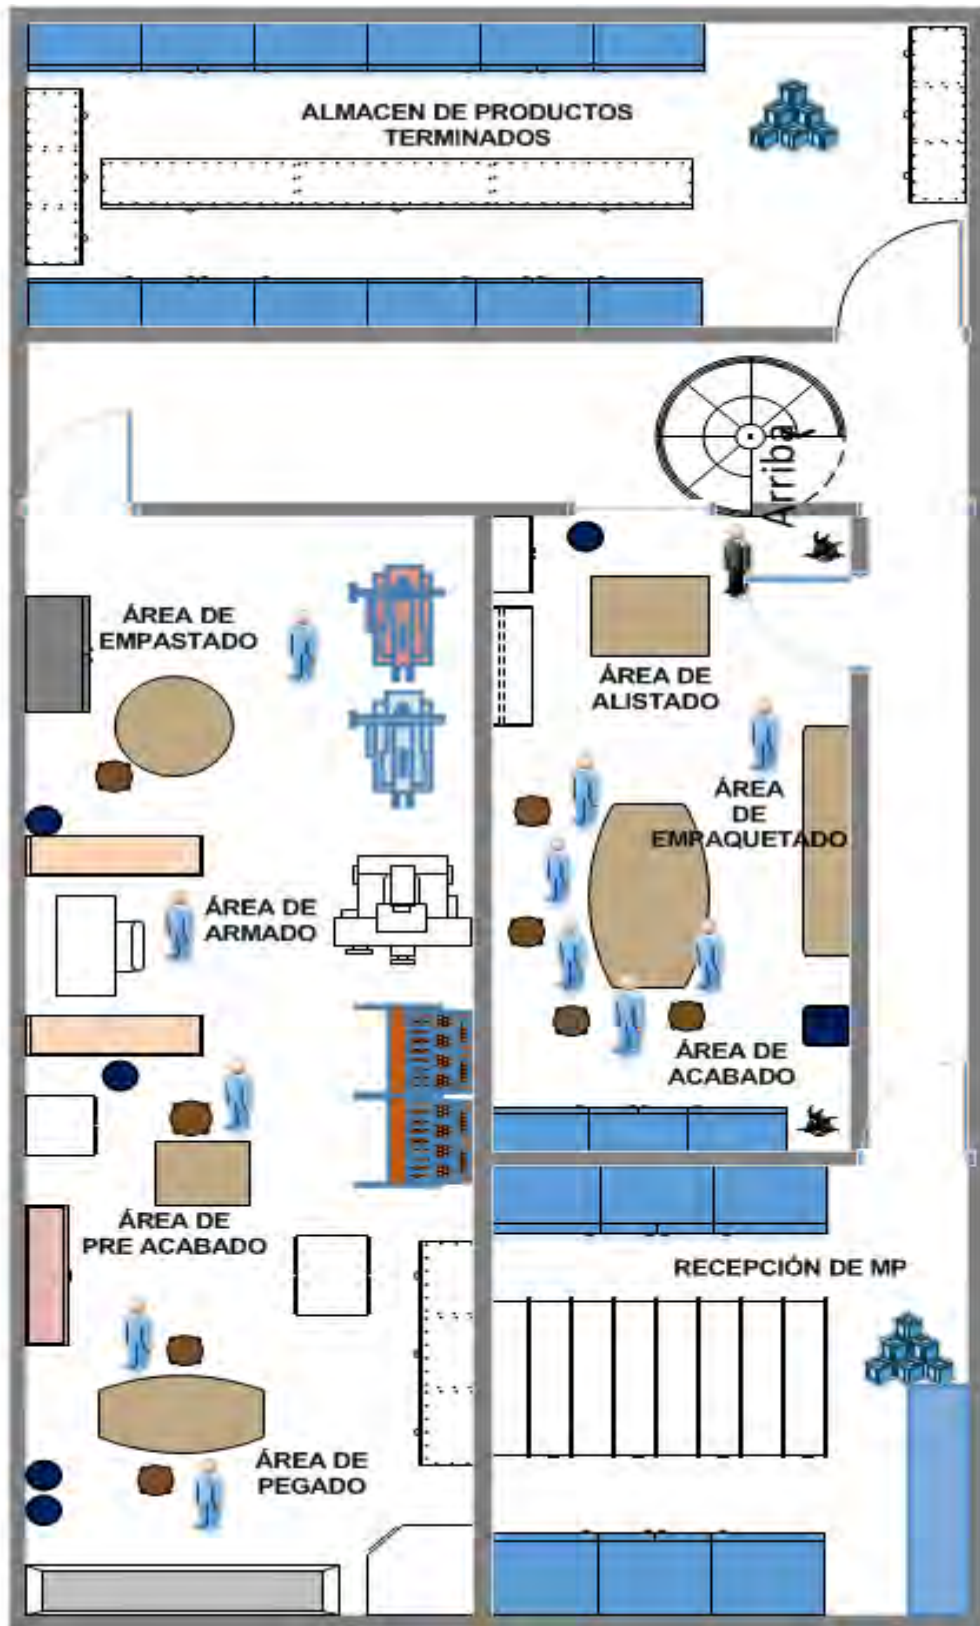 ALMACEN DE PRODUCTOS
TERMINADOS
Arriba
ÁREA DE
EMPASTADO
ÁREA DE
ALISTADO
ÁREA
DE
EMPAQUETADO
ÁREA DE
ARMADO
ÁREA DE
ACABADO
ÁREA DE
PRE ACABADO
RECEPCIÓN DE MP
ÁREA DE
PEGADO